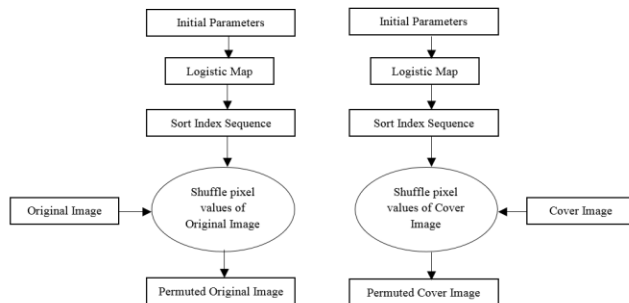 Initial Parameters
Logistic Map
Sort Index Sequence
Shuffle pixel
values of
Original Image
Original Image
Permuted Original Image
Initial Parameters
Logistic Map
Sort Index Sequence
Shuffle pixel
values of Cover
Image
Cover Image
Permuted Cover Image